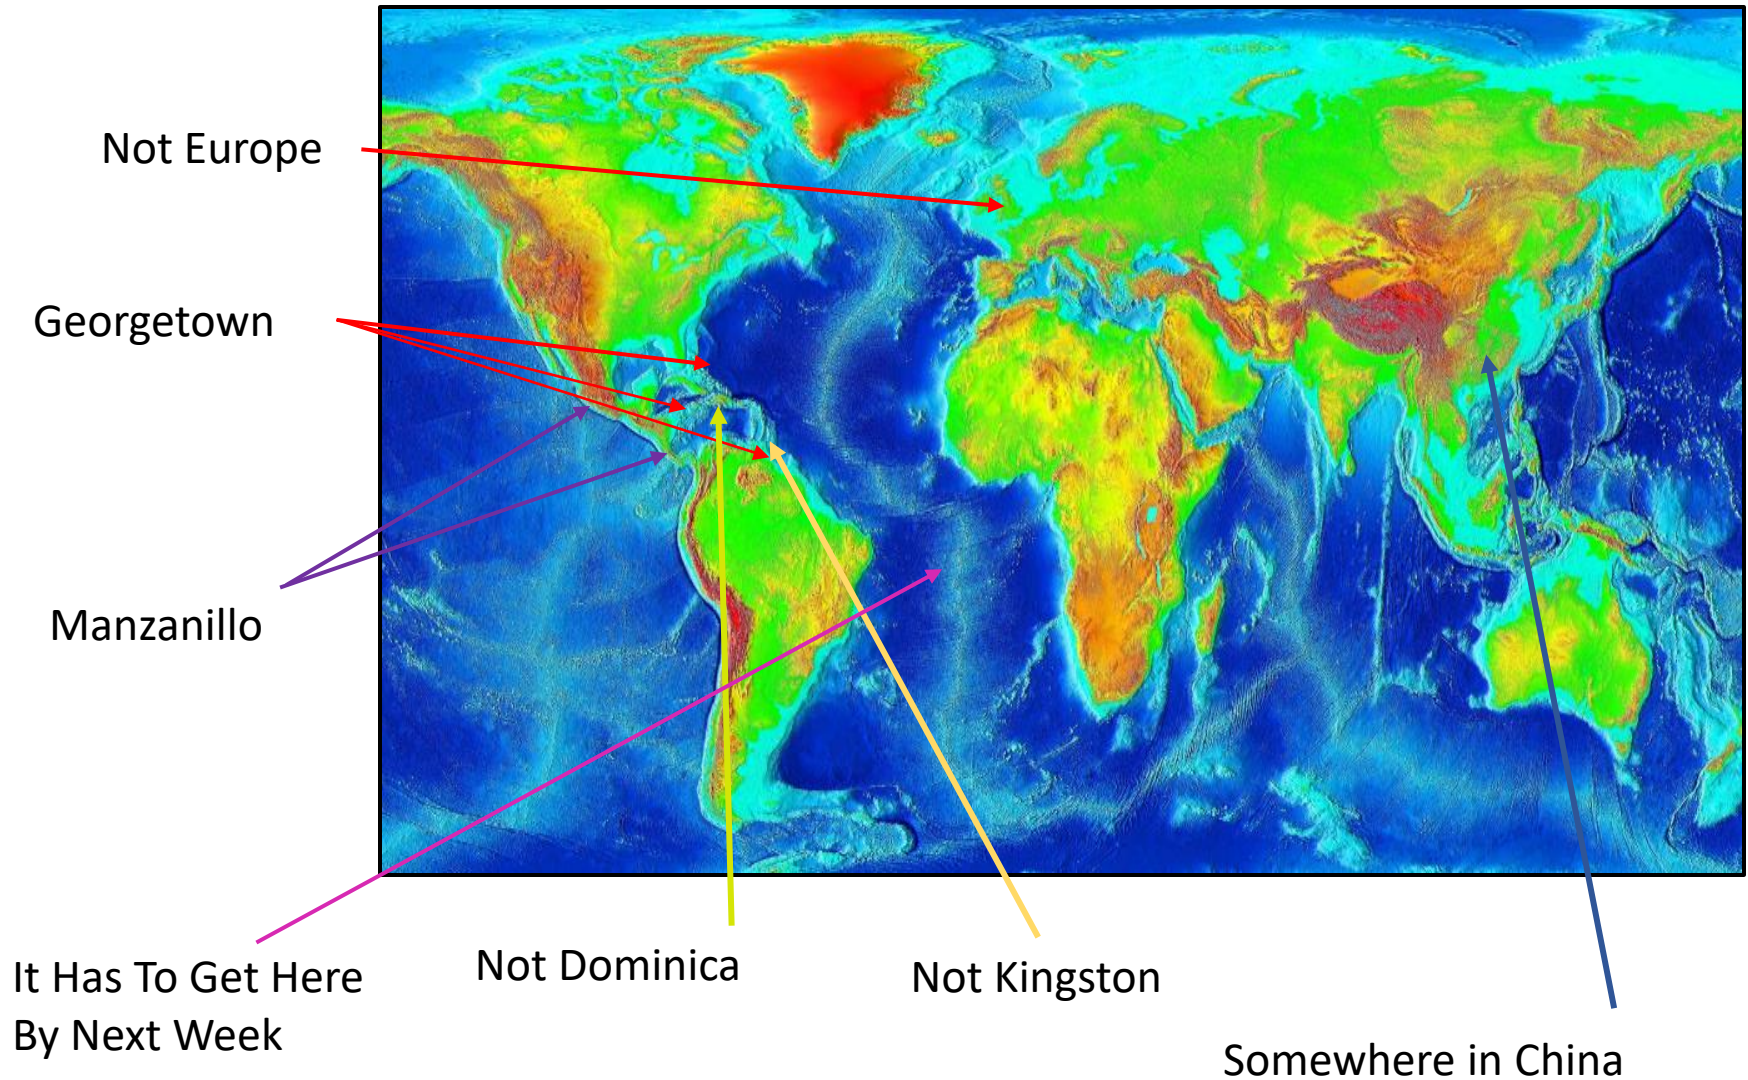 Not Europe
Georgetown
Manzanillo
It Has To Get Here
By Next Week
Not Dominica
Not Kingston
Somewhere in China